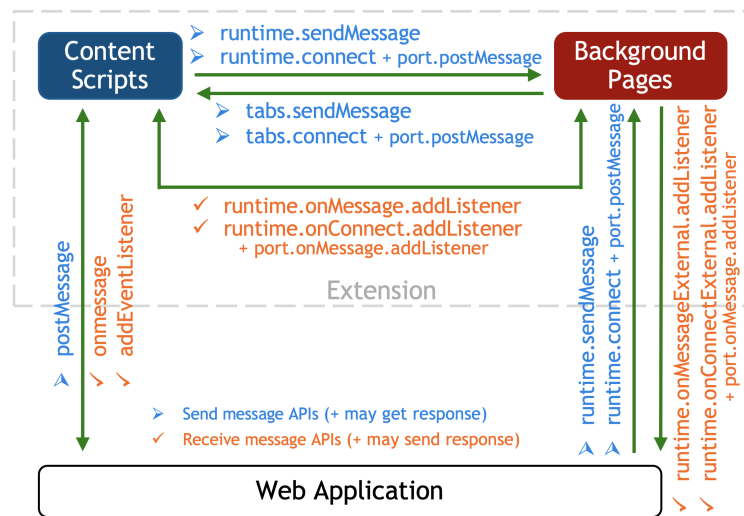 Content
Scripts
runtime.sendMessage
runtime.connect + port.postMessage
Background
Pages
tabs.sendMessage
tabs.connect + port.postMessage
runtime.onMessage.addListener
runtime.onConnect.addListener
+ port.onMessage.addListener
Extension
postMessage
onmessage
addEventListener
runtime.sendMessage
runtime.connect + port.postMessage
runtime.onMessageExternal.addListener
runtime.onConnectExternal.addListener
+ port.onMessage.addListener
Send message APIs (+ may get response)
Receive message APIs (+ may send response)
Web Application